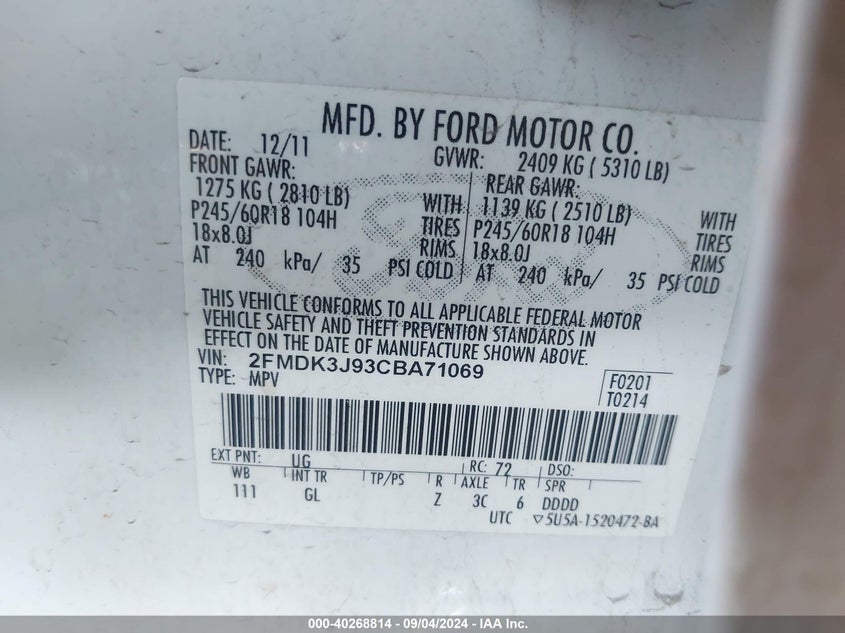 MFD. BY FORD MOTOR CO.
DATE: 12/11 GVWR: 2409 KG ( 5310 LB)
FRONT GAWR: REAR GAWR:
1275 KG ( 2810 LB) WITH 1139 KG ( 2510 LB) WITH
P245/60R18 104H TIRES P245/60R18 104H TIRES
18x8.0J RIMS 18x8.0J RIMS
AT 240 kPa/ 35 PSI COLD AT 240 kPa/ 35 PSI COLD
THIS VEHICLE CONFORMS TO ALL APPLICABLE FEDERAL MOTOR
VEHICLE SAFETY AND THEFT PREVENTION STANDARDS IN
EFFECT ON THE DATE OF MANUFACTURE SHOWN ABOVE.
VIN: 2FMDK3J93CBA71069
TYPE: MPV F0201
T0214
EXT PNT: UG RC: 72 DSO:
WB INT TR TP/PS R AXLE TR SPR
111 GL Z 3C 6 DDDD
UTC ▽5U5A-1520472-BA
000-40268814 - 09/04/2024 - IAA Inc.